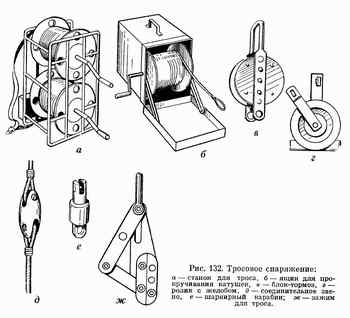 а
б
в
г
д
е
ж
Рис. 132. Тросовое снаряжение:
а — станок для троса, б — ящик для про-
кручивания катушек, в — блок-тормоз, г —
ролик с желобом, д — соединительное зве-
но, е — шарнирный карабин; ж — зажим
для троса.